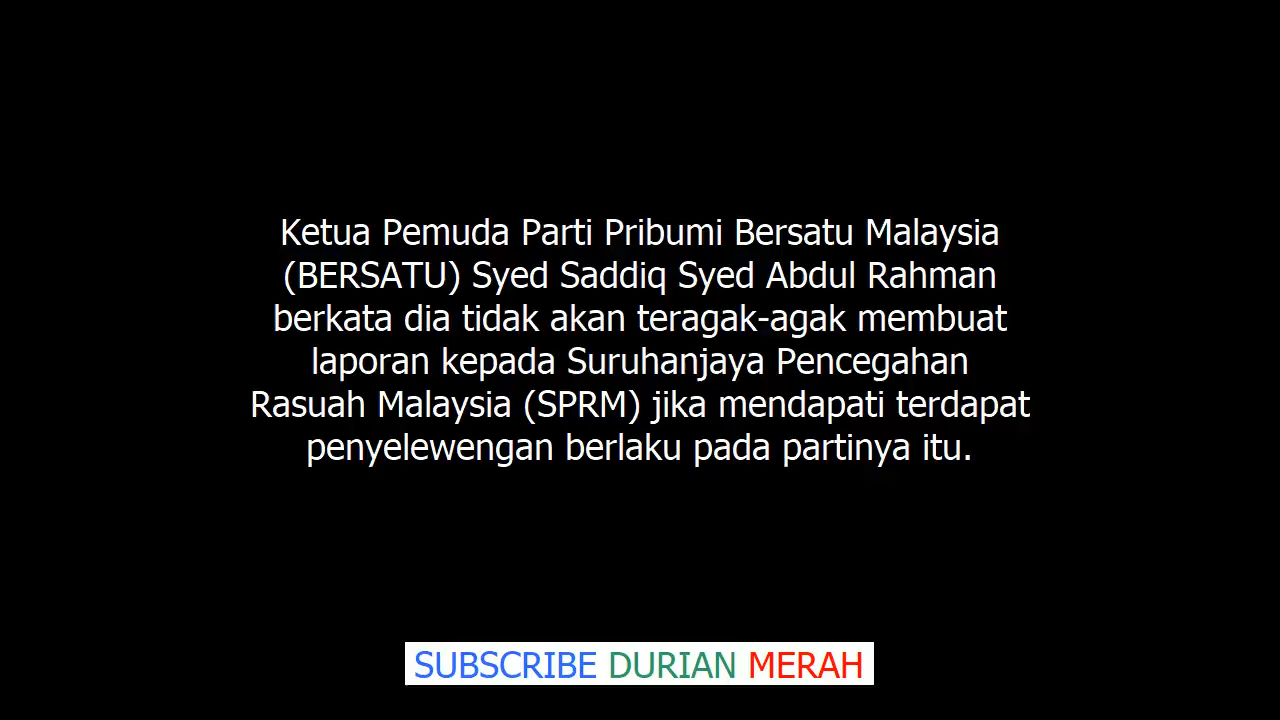 Ketua Pemuda Parti Pribumi Bersatu Malaysia
(BERSATU) Syed Saddiq Syed Abdul Rahman
berkata dia tidak akan teragak-agak membuat
laporan kepada Suruhanjaya Pencegahan
Rasuah Malaysia (SPRM) jika mendapati terdapat
penyelewengan berlaku pada partinya itu.
SUBSCRIBE DURIAN MERAH